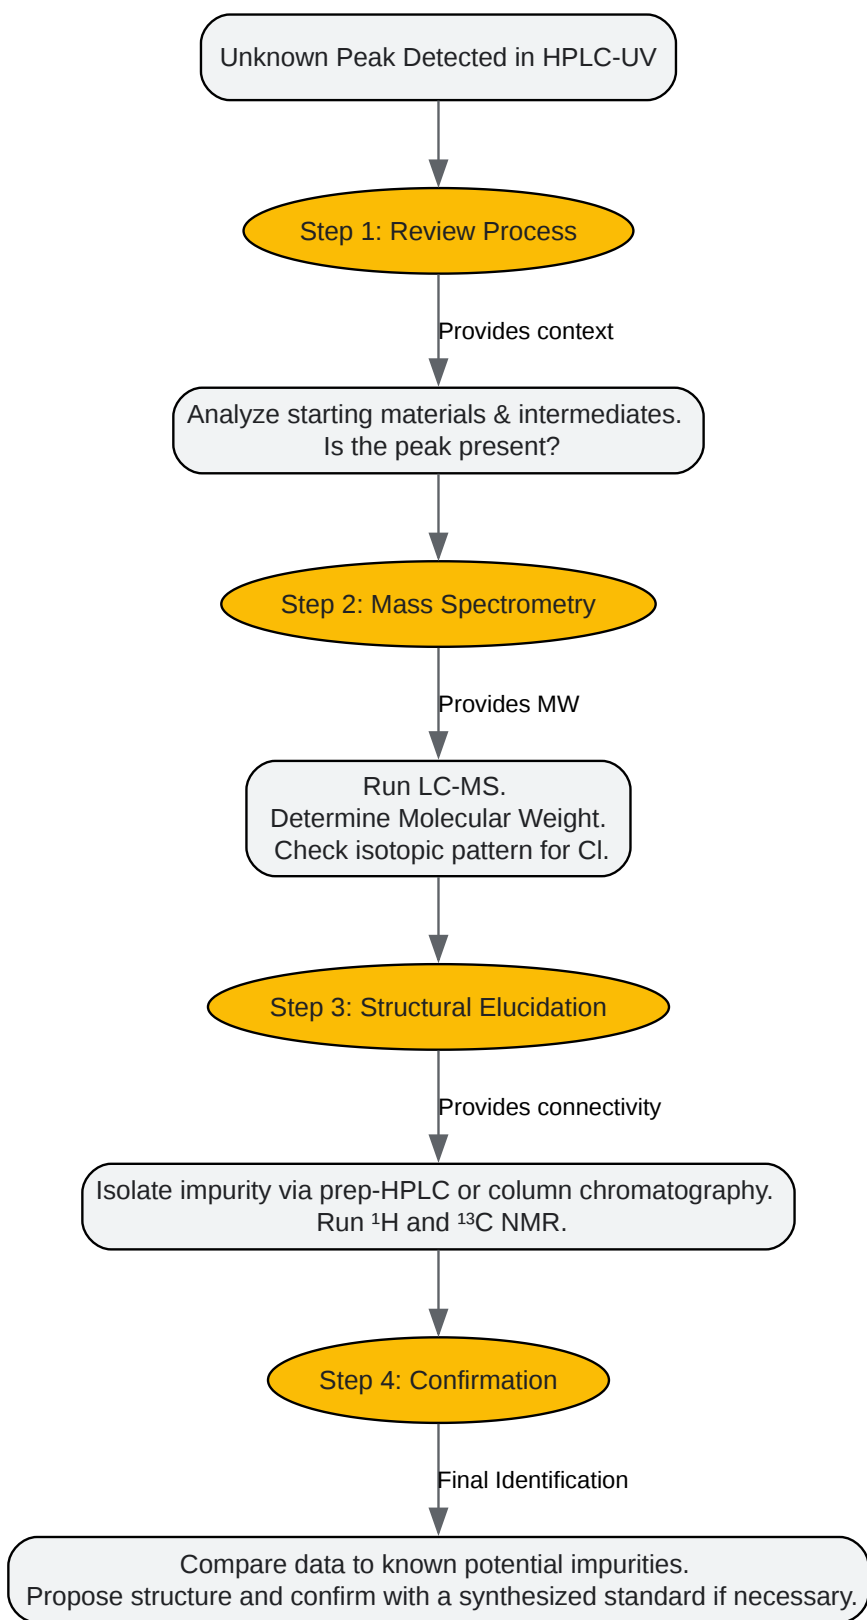 Unknown Peak Detected in HPLC-UV
Step 1: Review Process
Provides context
Analyze starting materials & intermediates.
Is the peak present?
Step 2: Mass Spectrometry
Provides MW
Run LC-MS.
Determine Molecular Weight.
Check isotopic pattern for Cl.
Step 3: Structural Elucidation
Provides connectivity
Isolate impurity via prep-HPLC or column chromatography.
Run ¹H and ¹³C NMR.
Step 4: Confirmation
Final Identification
Compare data to known potential impurities.
Propose structure and confirm with a synthesized standard if necessary.